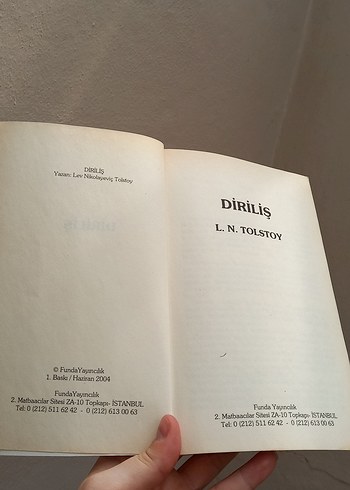 DİRİLİŞ
Yazan: Lev Nikolayeviç Tolstoy
© FundaYayıncılık
1. Baskı / Haziran 2004
FundaYayıncılık
2. Matbaacılar Sitesi ZA-10 Topkapı- İSTANBUL
Tel: 0 (212) 511 62 42 - 0 (212) 613 00 63
DİRİLİŞ
L. N. TOLSTOY
Funda Yayıncılık
2. Matbaacılar Sitesi ZA-10 Topkapı- İSTANBUL
Tel: 0 (212) 511 62 42 - 0 (212) 613 00 63